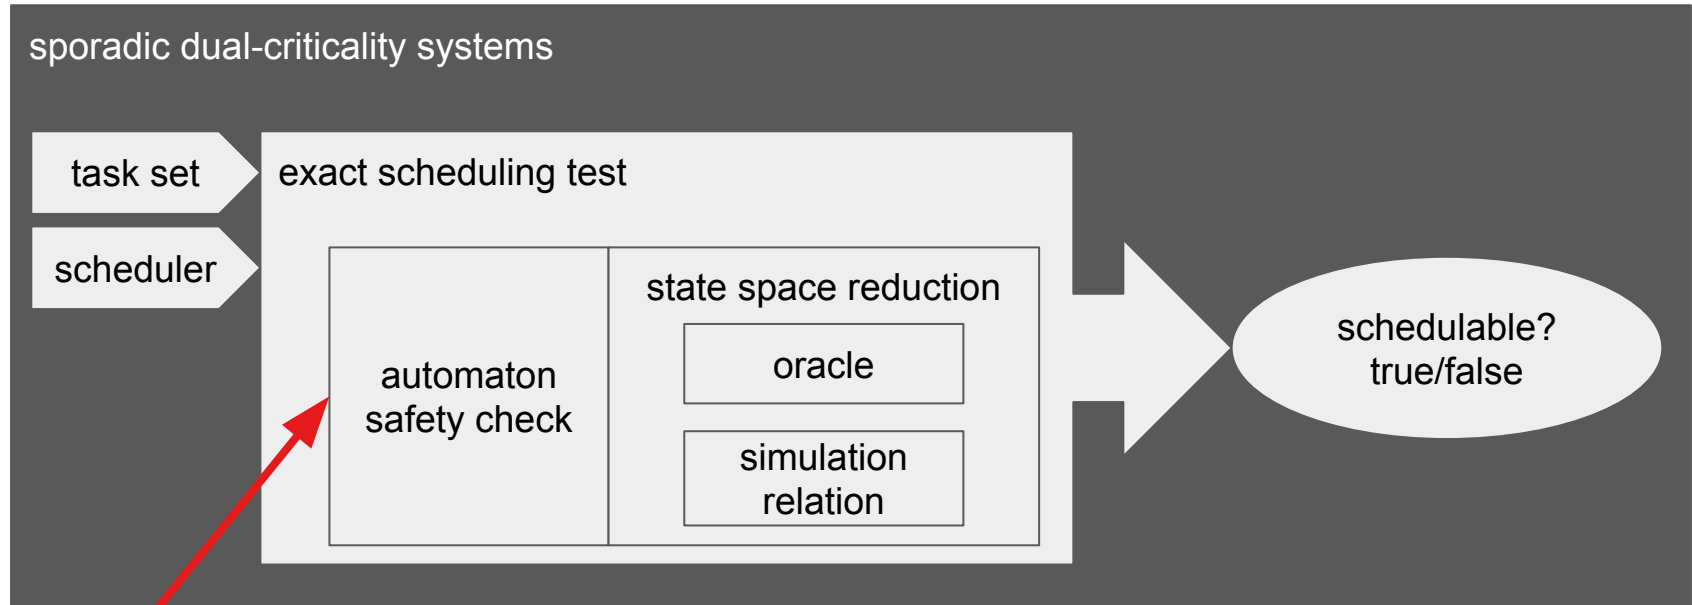 sporadic dual-criticality systems
task set
scheduler
exact scheduling test
automaton
safety check
state space reduction
oracle
simulation
relation
schedulable?
true/false